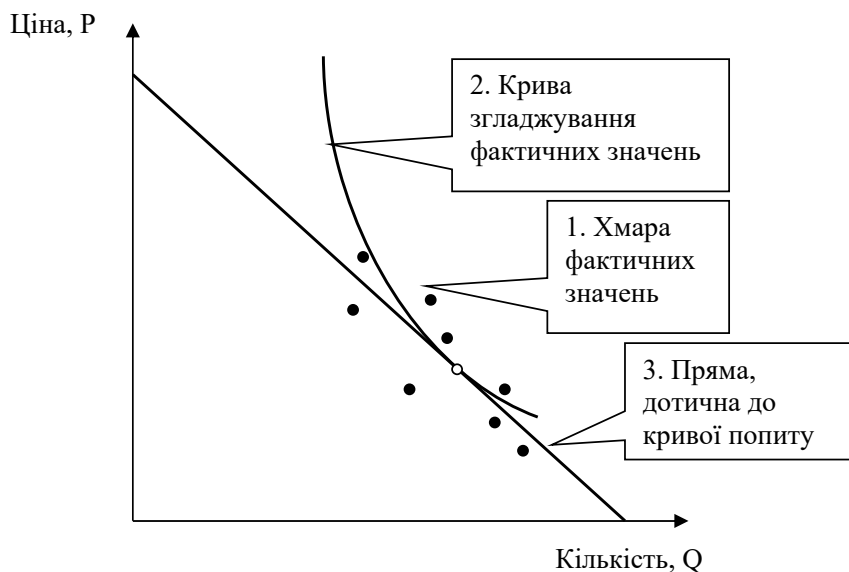 Ціна, P
2. Крива
згладжування
фактичних значень
1. Хмара
фактичних
значень
3. Пряма,
дотична до
кривої попиту
Кількість, Q